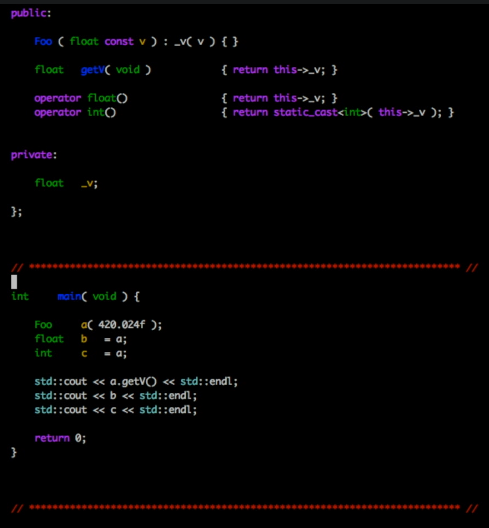 public:
Foo ( float const v ) : _v( v ) { }
float getV( void ) { return this->_v; }
operator float() { return this->_v; }
operator int() { return static_cast<int>( this->_v ); }
private:
float _v;
};
// ************************************************************************** //
int main( void ) {
Foo a( 420.024f );
float b = a;
int c = a;
std::cout << a.getV() << std::endl;
std::cout << b << std::endl;
std::cout << c << std::endl;
return 0;
}
// ************************************************************************** //